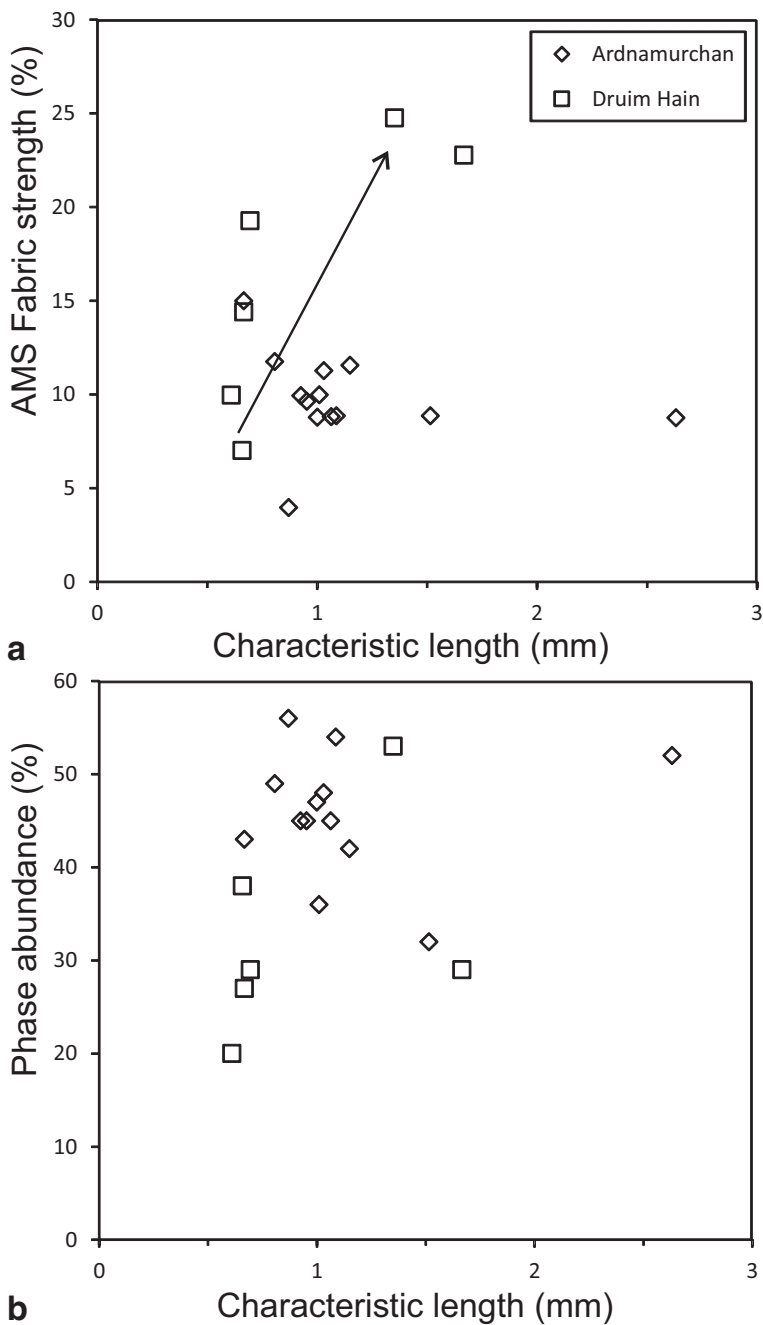 30
25
20
15
10
5
0
AMS Fabric strength (%)
Ardnamurchan
Druim Hain
0 1 2 3
Characteristic length (mm)
a
60
50
40
30
20
10
0
Phase abundance (%)
0 1 2 3
Characteristic length (mm)
b